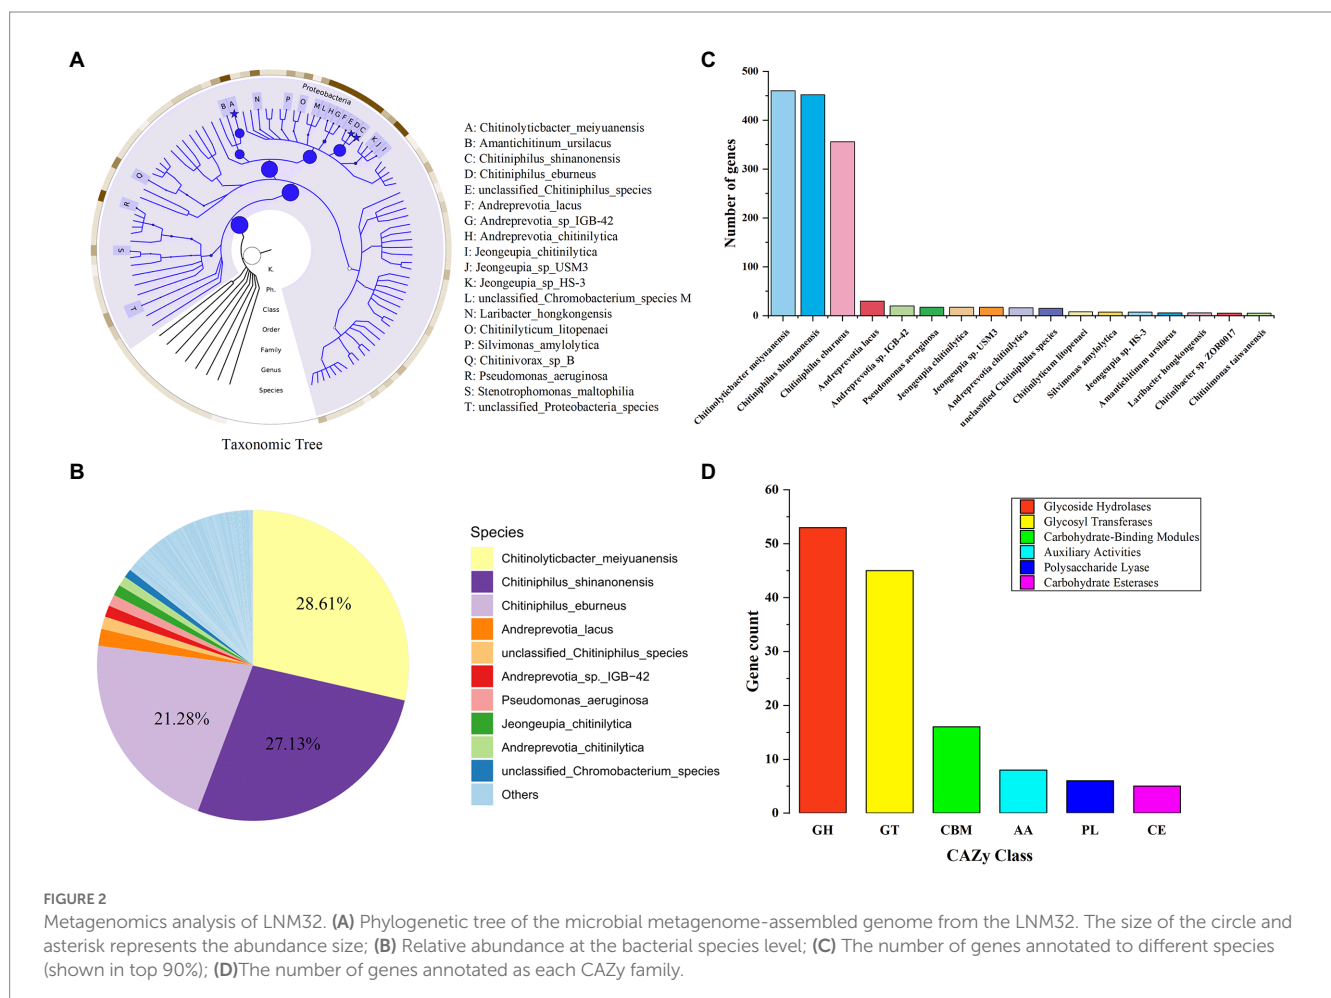 A
Proteobacteria
B A N P O M L H G F E D C K J I
Q
R
S
T
K.
Ph.
Class
Order
Family
Genus
Species
Taxonomic Tree
A: Chitinolyticbacter_meiyuanensis
B: Amantichitinum_ursilacus
C: Chitiniphilus_shinanonensis
D: Chitiniphilus_eburneus
E: unclassified_Chitiniphilus_species
F: Andreprevotia_lacus
G: Andreprevotia_sp_IGB-42
H: Andreprevotia_chitinilytica
I: Jeongeupia_chitinilytica
J: Jeongeupia_sp_USM3
K: Jeongeupia_sp_HS-3
L: unclassified_Chromobacterium_species M
N: Laribacter_hongkongensis
O: Chitinilyticum_litopenaei
P: Silvimonas_amylolytica
Q: Chitinivorax_sp_B
R: Pseudomonas_aeruginosa
S: Stenotrophomonas_maltophilia
T: unclassified_Proteobacteria_species
C
Number of genes
500
400
300
200
100
0
Chitinolyticbacter meiyuanensis
Chitiniphilus shinanonensis
Chitiniphilus eburneus
Andreprevotia lacus
Andreprevotia sp. IGB-42
Pseudomonas aeruginosa
Jeongeupia chitinilytica
Jeongeupia sp. USM3
Andreprevotia chitinilytica
unclassified Chitiniphilus species
Chitinilyticum litopenaei
Silvimonas amylolytica
Jeongeupia sp. HS-3
Amantichitinum ursilacus
Laribacter hongkongensis
Chitinibacter sp. ZOR0017
Chitinimonas taiwanensis
B
28.61%
27.13%
21.28%
Species
Chitinolyticbacter_meiyuanensis
Chitiniphilus_shinanonensis
Chitiniphilus_eburneus
Andreprevotia_lacus
unclassified_Chitiniphilus_species
Andreprevotia_sp._IGB−42
Pseudomonas_aeruginosa
Jeongeupia_chitinilytica
Andreprevotia_chitinilytica
unclassified_Chromobacterium_species
Others
D
Gene count
60
50
40
30
20
10
0
GH GT CBM AA PL CE
CAZy Class
Glycoside Hydrolases
Glycosyl Transferases
Carbohydrate-Binding Modules
Auxiliary Activities
Polysaccharide Lyase
Carbohydrate Esterases
FIGURE 2
Metagenomics analysis of LNM32. (A) Phylogenetic tree of the microbial metagenome-assembled genome from the LNM32. The size of the circle and
asterisk represents the abundance size; (B) Relative abundance at the bacterial species level; (C) The number of genes annotated to different species
(shown in top 90%); (D)The number of genes annotated as each CAZy family.